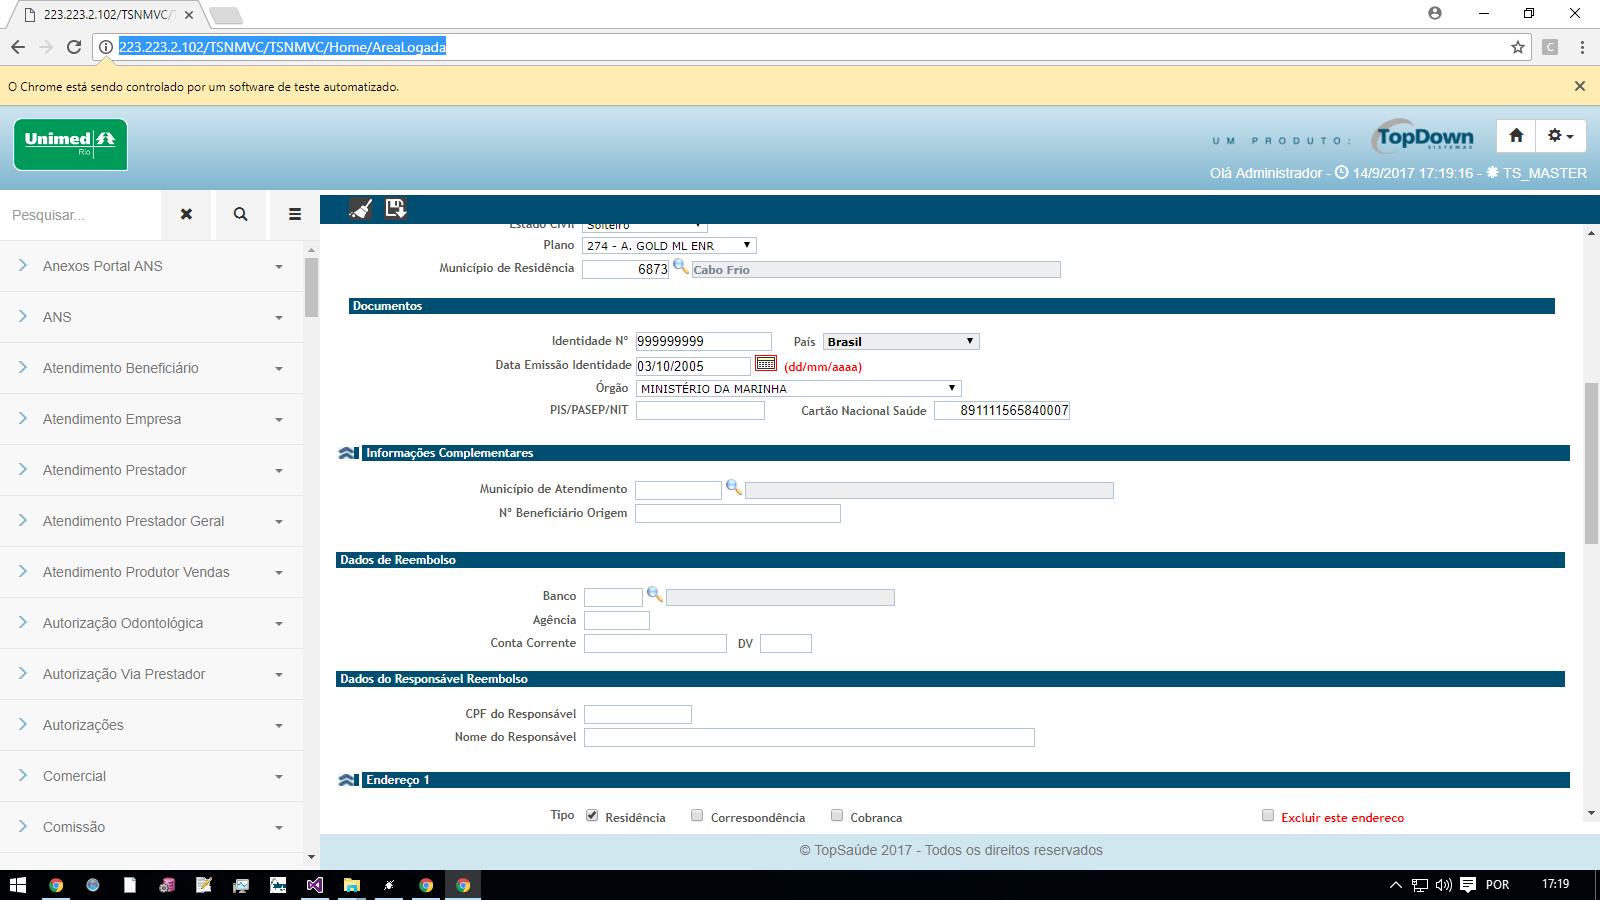 223.223.2.102/TSNMVC/T
223.223.2.102/TSNMVC/TSNMVC/Home/AreaLogada
C
O Chrome está sendo controlado por um software de teste automatizado.
Unimed
Rio
UM PRODUTO:
TopDown
SISTEMAS
Olá Administrador - 14/9/2017 17:19:16 - TS_MASTER
Pesquisar...
Anexos Portal ANS
ANS
Atendimento Beneficiário
Atendimento Empresa
Atendimento Prestador
Atendimento Prestador Geral
Atendimento Produtor Vendas
Autorização Odontológica
Autorização Via Prestador
Autorizações
Comercial
Comissão
Estado Civil Solteiro
Plano 274 - A. GOLD ML ENR
Município de Residência 6873 Cabo Frio
Documentos
Identidade Nº 999999999 País Brasil
Data Emissão Identidade 03/10/2005 (dd/mm/aaaa)
Órgão MINISTÉRIO DA MARINHA
PIS/PASEP/NIT Cartão Nacional Saúde 891111565840007
Informações Complementares
Município de Atendimento
Nº Beneficiário Origem
Dados de Reembolso
Banco
Agência
Conta Corrente DV
Dados do Responsável Reembolso
CPF do Responsável
Nome do Responsável
Endereço 1
Tipo Residência Correspondência Cobrança Excluir este endereço
© TopSaúde 2017 - Todos os direitos reservados
POR 17:19